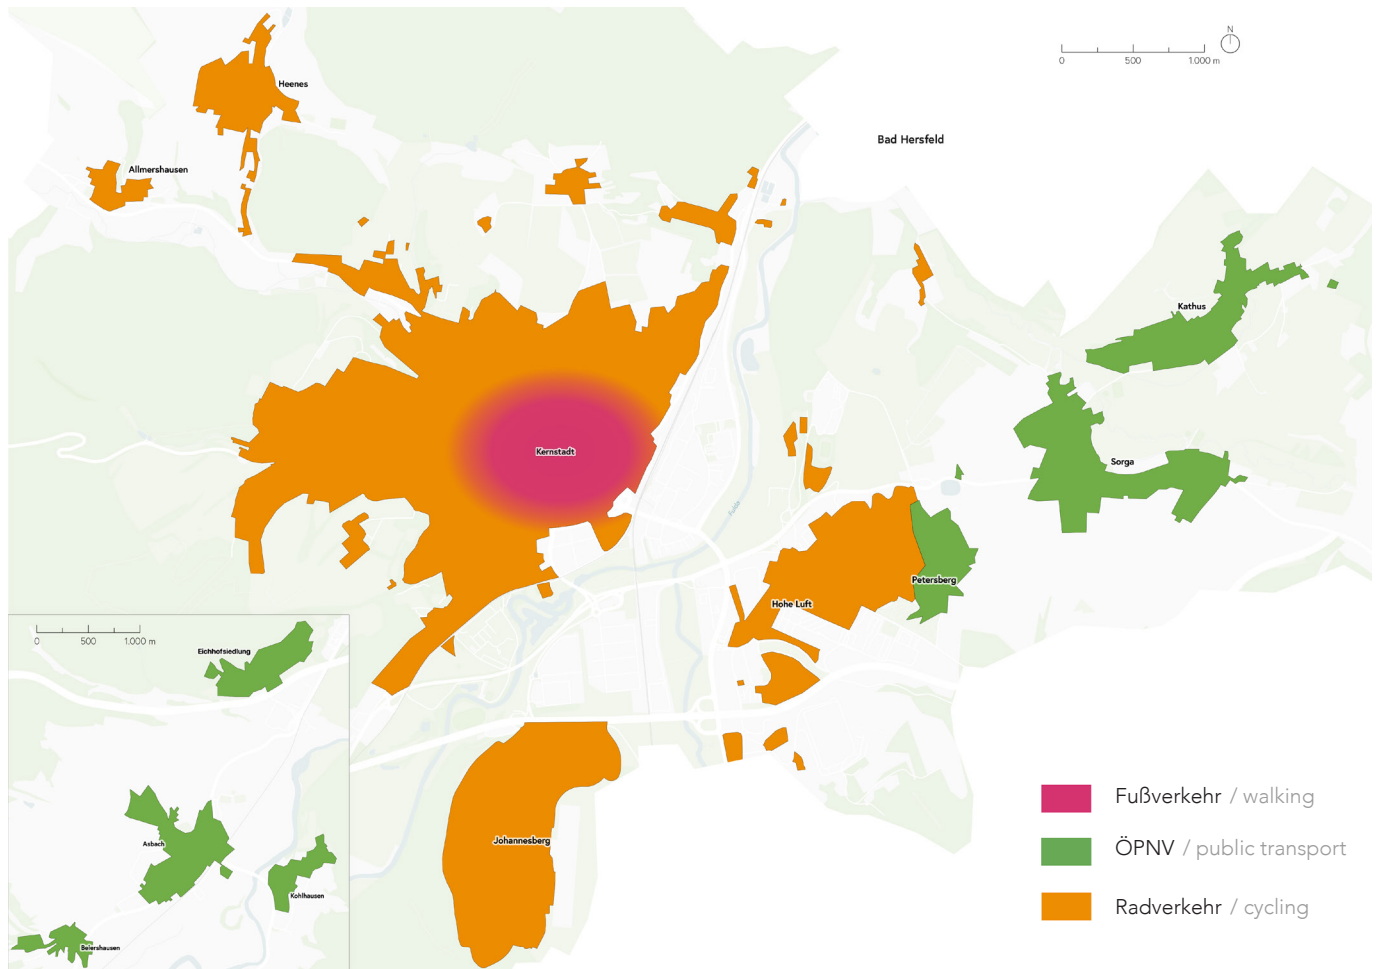 N
0 500 1.000 m
Heenes
Bad Hersfeld
Allmershausen
Kathus
Kernstadt
Sorga
Fulda
Petersberg
Hohe Luft
0 500 1.000 m
Eichhofsiedlung
Fußverkehr / walking
Johannesberg
Asbach
ÖPNV / public transport
Kohlhausen
Radverkehr / cycling
Beiershausen